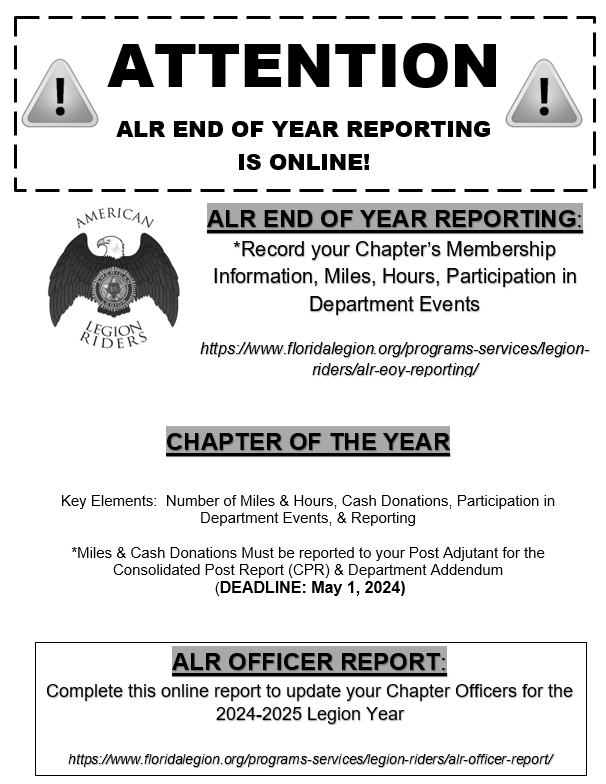 ATTENTION
ALR END OF YEAR REPORTING
IS ONLINE!
AMERICAN
LEGION
RIDERS
ALR END OF YEAR REPORTING:
*Record your Chapter’s Membership
Information, Miles, Hours, Participation in
Department Events
https://www.floridalegion.org/programs-services/legion-
riders/alr-eoy-reporting/
CHAPTER OF THE YEAR
Key Elements:  Number of Miles & Hours, Cash Donations, Participation in
Department Events, & Reporting
*Miles & Cash Donations Must be reported to your Post Adjutant for the
Consolidated Post Report (CPR) & Department Addendum
(DEADLINE: May 1, 2024)
ALR OFFICER REPORT:
Complete this online report to update your Chapter Officers for the
2024-2025 Legion Year
https://www.floridalegion.org/programs-services/legion-riders/alr-officer-report/